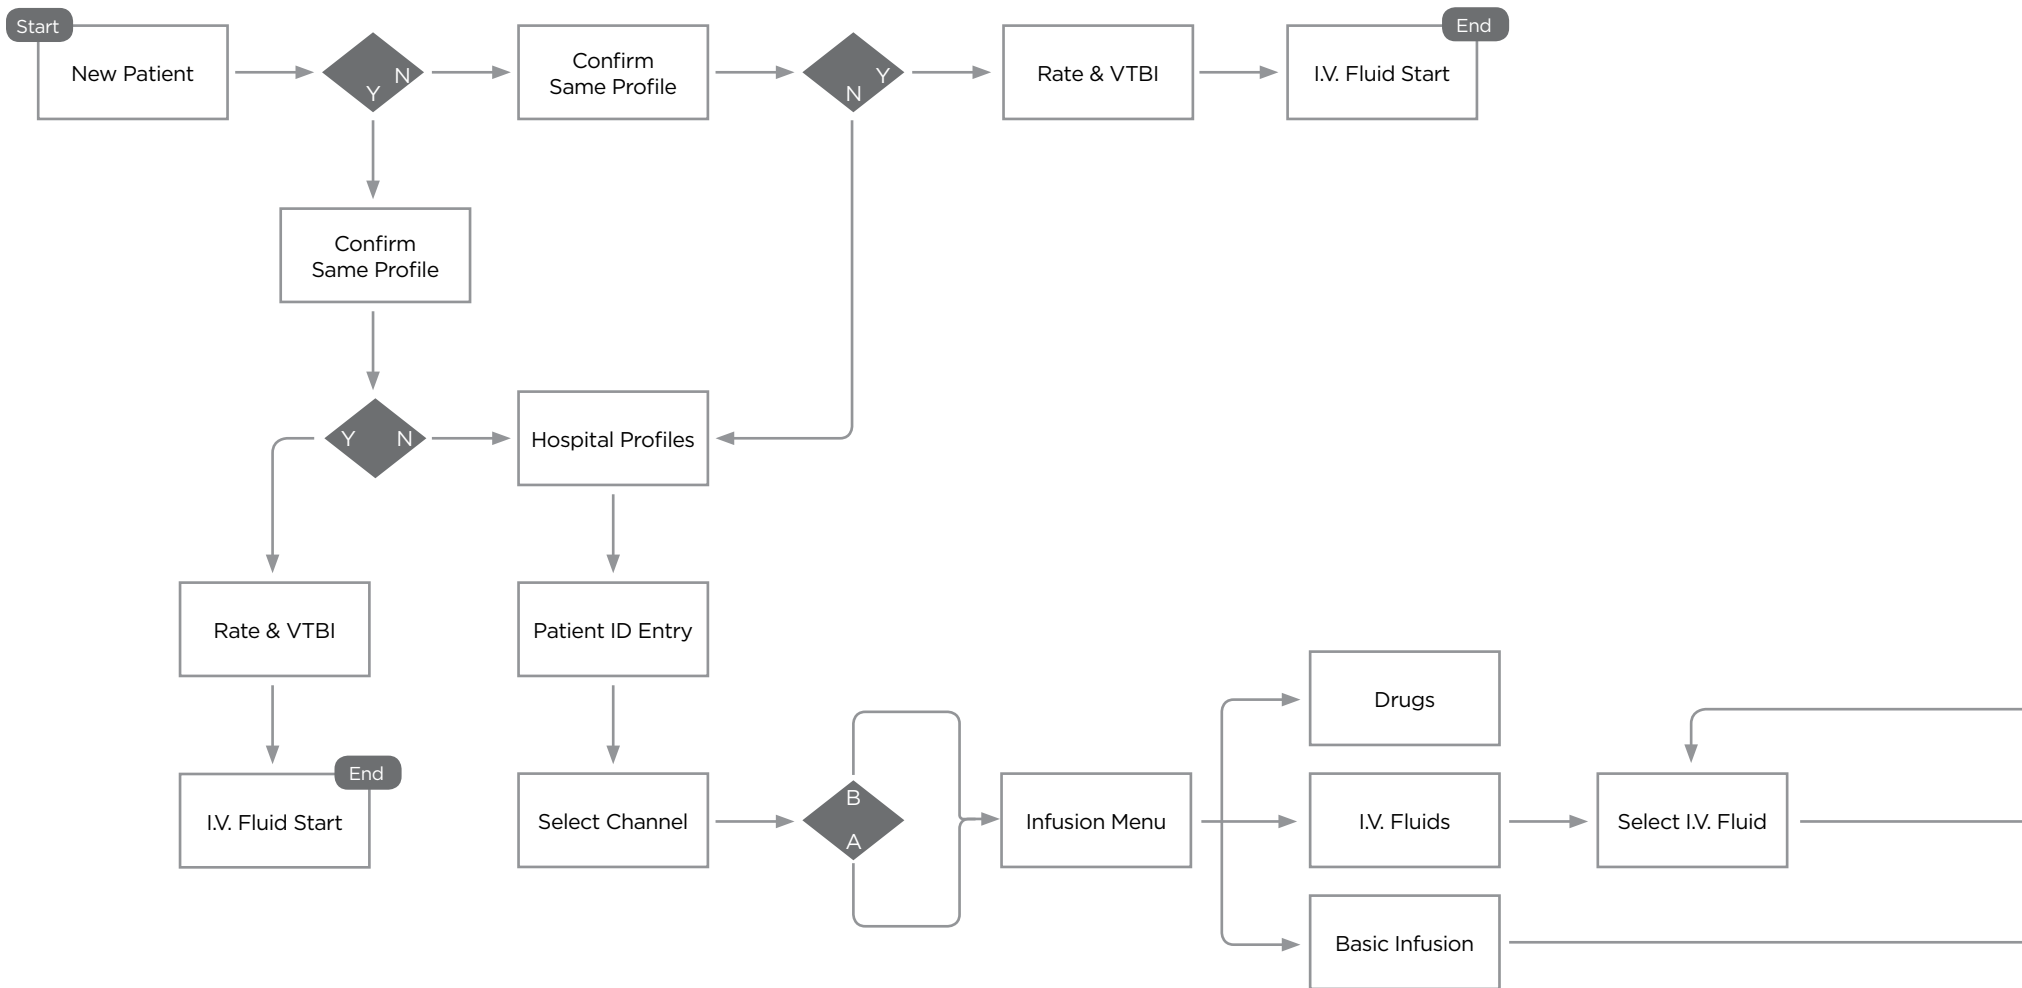 Start
New Patient
N
Y
Confirm
Same Profile
Y
N
Rate & VTBI
End
I.V. Fluid Start
Confirm
Same Profile
Y
N
Hospital Profiles
Rate & VTBI
Patient ID Entry
Drugs
End
I.V. Fluid Start
Select Channel
B
A
Infusion Menu
I.V. Fluids
Select I.V. Fluid
Basic Infusion